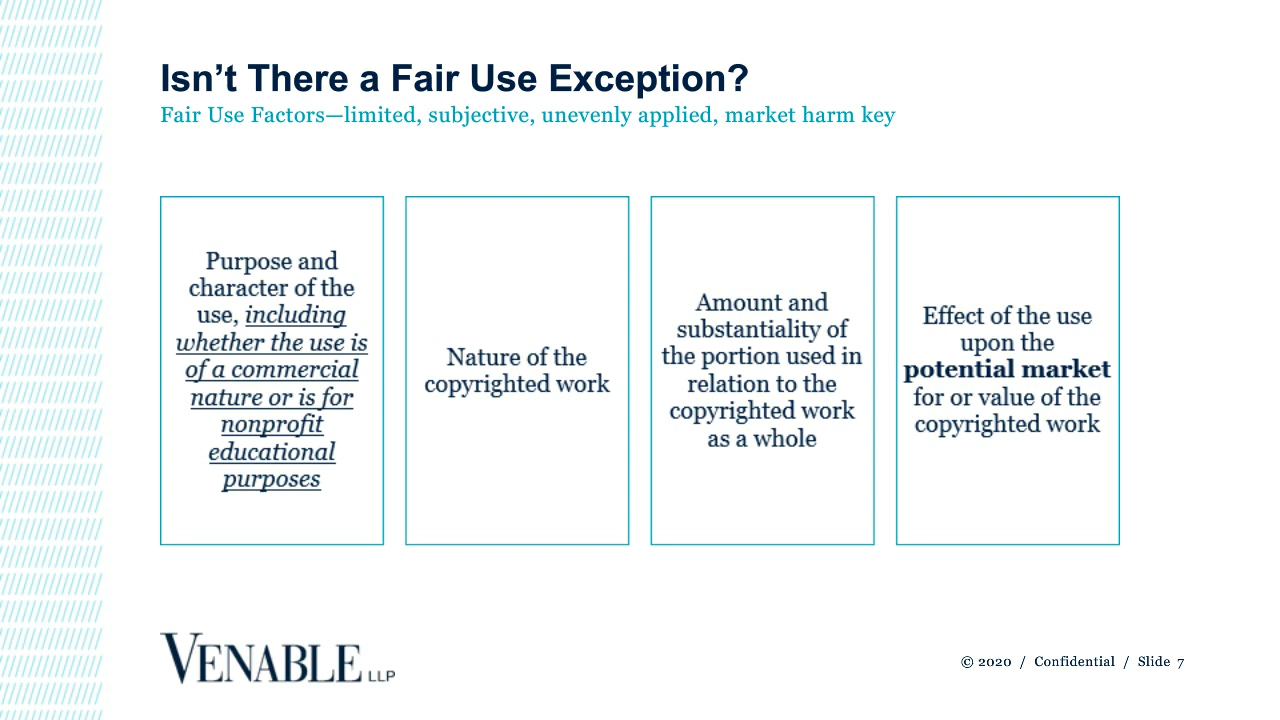 Isn’t There a Fair Use Exception?
Fair Use Factors—limited, subjective, unevenly applied, market harm key
Purpose and
character of the
use, including
whether the use is
of a commercial
nature or is for
nonprofit
educational
purposes
Nature of the
copyrighted work
Amount and
substantiality of
the portion used in
relation to the
copyrighted work
as a whole
Effect of the use
upon the
potential market
for or value of the
copyrighted work
VENABLE LLP
© 2020 / Confidential / Slide 7